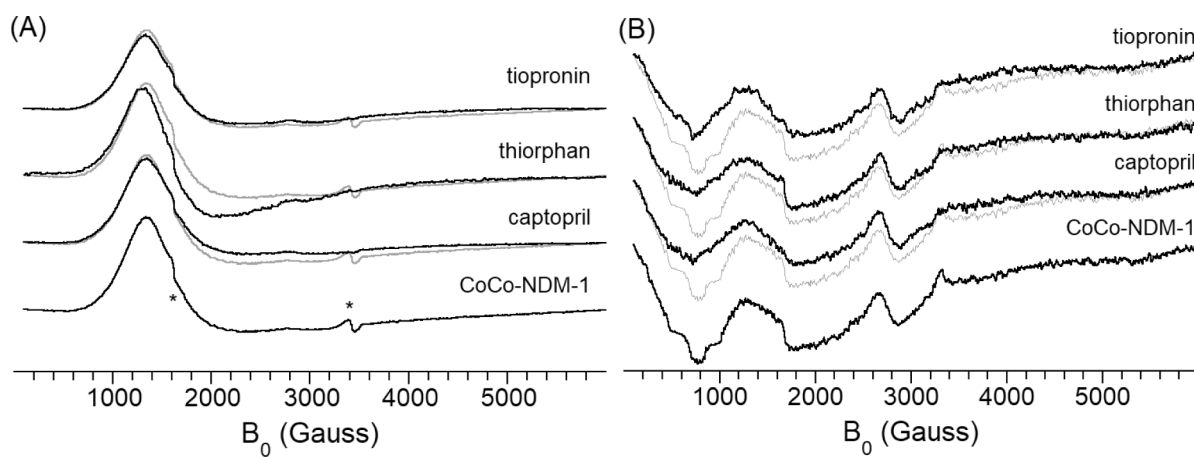 (A)
tiopronin
thiorphan
captopril
CoCo-NDM-1
*
*
1000 2000 3000 4000 5000
B0 (Gauss)
(B)
tiopronin
thiorphan
captopril
CoCo-NDM-1
1000 2000 3000 4000 5000
B0 (Gauss)